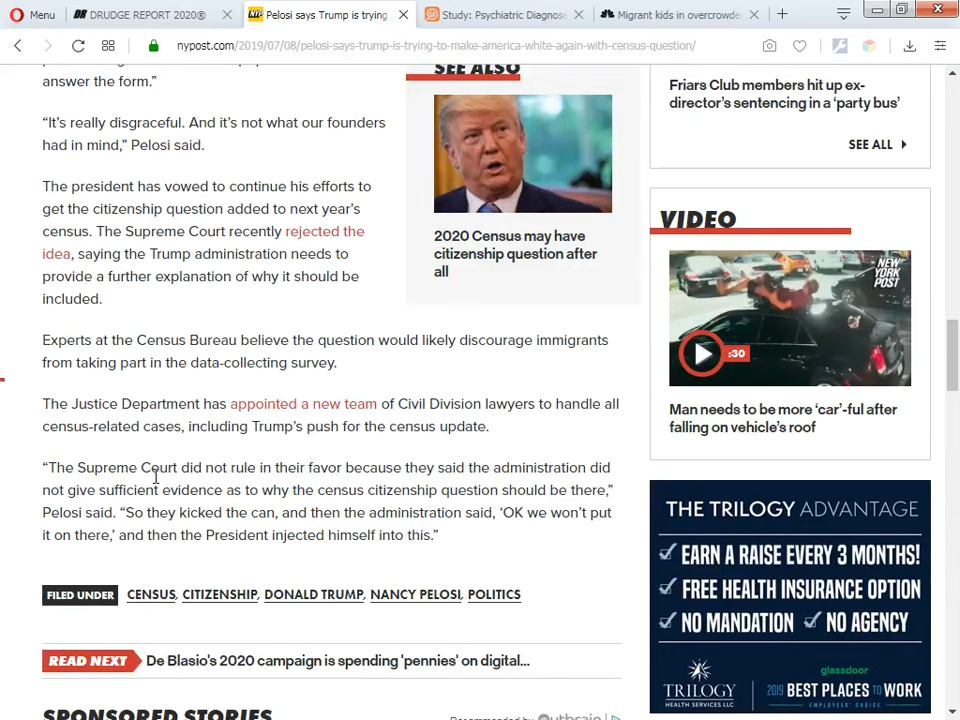 Menu
DRUDGE REPORT 2020®
Pelosi says Trump is trying
Study: Psychiatric Diagnose
Migrant kids in overcrowde
nypost.com/2019/07/08/pelosi-says-trump-is-trying-to-make-america-white-again-with-census-question/
answer the form.”
“It’s really disgraceful. And it’s not what our founders
had in mind,” Pelosi said.
The president has vowed to continue his efforts to
get the citizenship question added to next year’s
census. The Supreme Court recently rejected the
idea, saying the Trump administration needs to
provide a further explanation of why it should be
included.
SEE ALSO
2020 Census may have
citizenship question after
all
Experts at the Census Bureau believe the question would likely discourage immigrants
from taking part in the data-collecting survey.
The Justice Department has appointed a new team of Civil Division lawyers to handle all
census-related cases, including Trump’s push for the census update.
“The Supreme Court did not rule in their favor because they said the administration did
not give sufficient evidence as to why the census citizenship question should be there,”
Pelosi said. “So they kicked the can, and then the administration said, ‘OK we won’t put
it on there,’ and then the President injected himself into this.”
FILED UNDER CENSUS, CITIZENSHIP, DONALD TRUMP, NANCY PELOSI, POLITICS
READ NEXT De Blasio's 2020 campaign is spending 'pennies' on digital...
SPONSORED STORIES
Recommended by Outbrain
Friars Club members hit up ex-
director’s sentencing in a ‘party bus’
SEE ALL
VIDEO
NEW
YORK
POST
:30
Man needs to be more ‘car’-ful after
falling on vehicle’s roof
THE TRILOGY ADVANTAGE
EARN A RAISE EVERY 3 MONTHS!
FREE HEALTH INSURANCE OPTION
NO MANDATION NO AGENCY
TRILOGY
HEALTH SERVICES LLC
glassdoor
2019 BEST PLACES TO WORK
EMPLOYEES' CHOICE